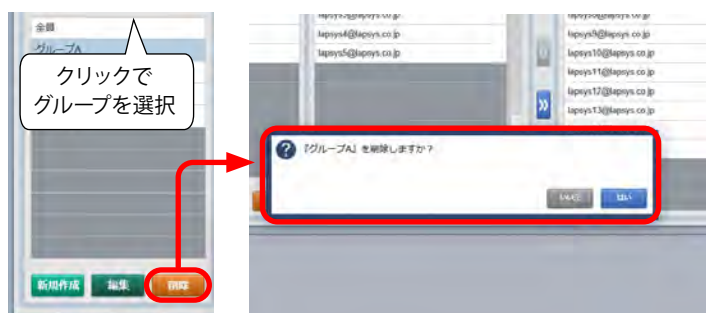 全員
グループA
クリックで
グループを選択
新規作成
編集
削除
lapsys4@lapsys.co.jp
lapsys5@lapsys.co.jp
lapsys9@lapsys.co.jp
lapsys10@lapsys.co.jp
lapsys11@lapsys.co.jp
lapsys12@lapsys.co.jp
lapsys13@lapsys.co.jp
『グループA』を削除しますか？
いいえ
はい